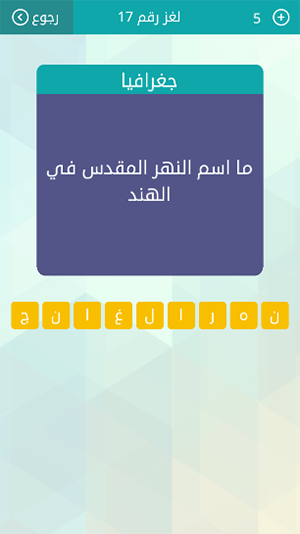 رجوع لغز رقم 17 5
جغرافيا
ما اسم النهر المقدس في
الهند
ن ه ر ا ل غ ا ن ج